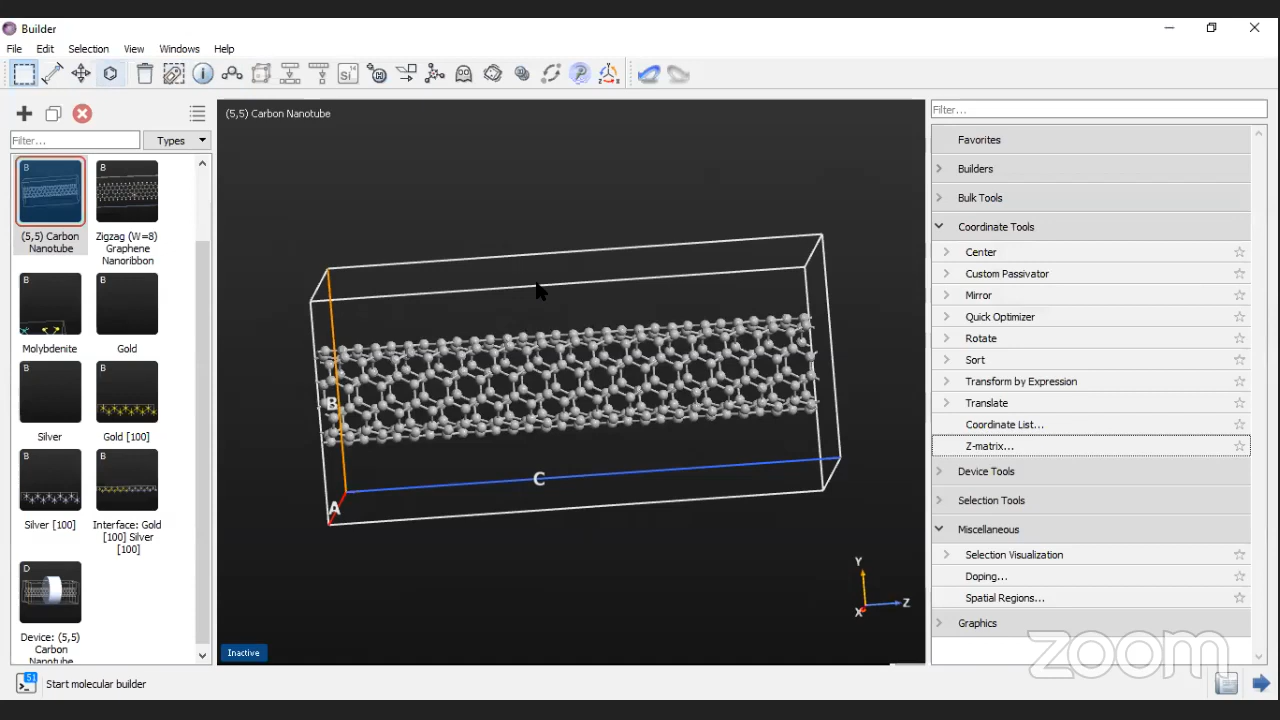 Builder
File Edit Selection View Windows Help
Si
Filter... Types
B
(5,5) Carbon
Nanotube
B
Zigzag (W=8)
Graphene
Nanoribbon
B
Molybdenite
B
Gold
B
Silver
B
Gold [100]
B
Silver [100]
B
Interface: Gold
[100] Silver
[100]
D
Device: (5,5)
Carbon
Nanotube
(5,5) Carbon Nanotube
B
C
A
Y
Z
X
Inactive
Filter...
Favorites
Builders
Bulk Tools
Coordinate Tools
Center
Custom Passivator
Mirror
Quick Optimizer
Rotate
Sort
Transform by Expression
Translate
Coordinate List...
Z-matrix...
Device Tools
Selection Tools
Miscellaneous
Selection Visualization
Doping...
Spatial Regions...
Graphics
zoom
51
Start molecular builder